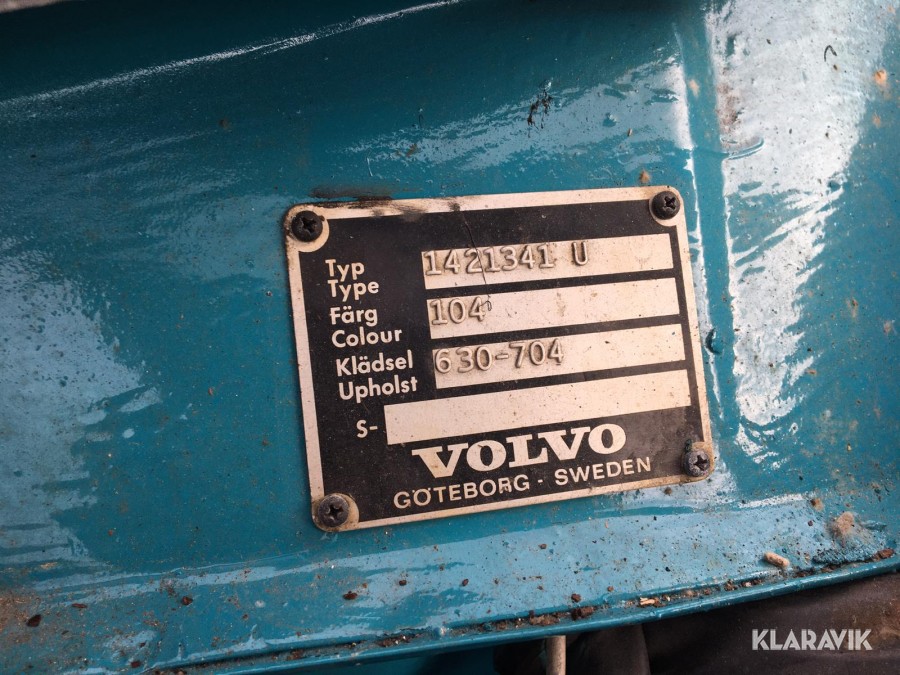 Typ
Type 1421341 U
Färg
Colour 104
Klädsel
Upholst 630-704
S-
VOLVO
GÖTEBORG · SWEDEN
KLARAVIK